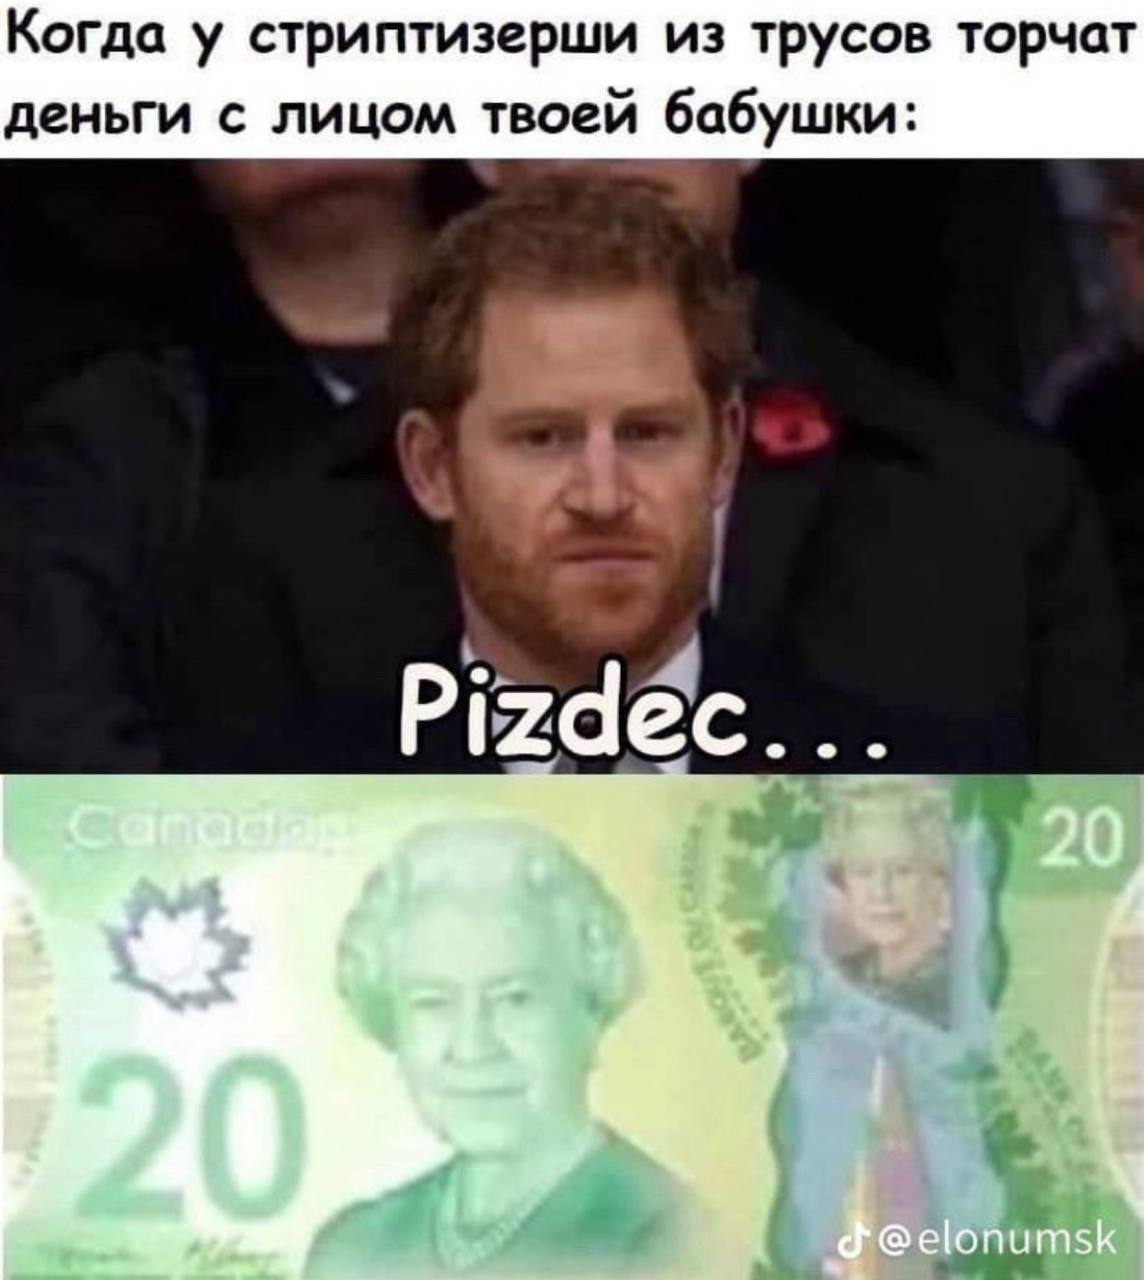 Когда у стриптизерши из трусов торчат
деньги с лицом твоей бабушки:
Pizdec...
Canada
20
20
@elonumsk